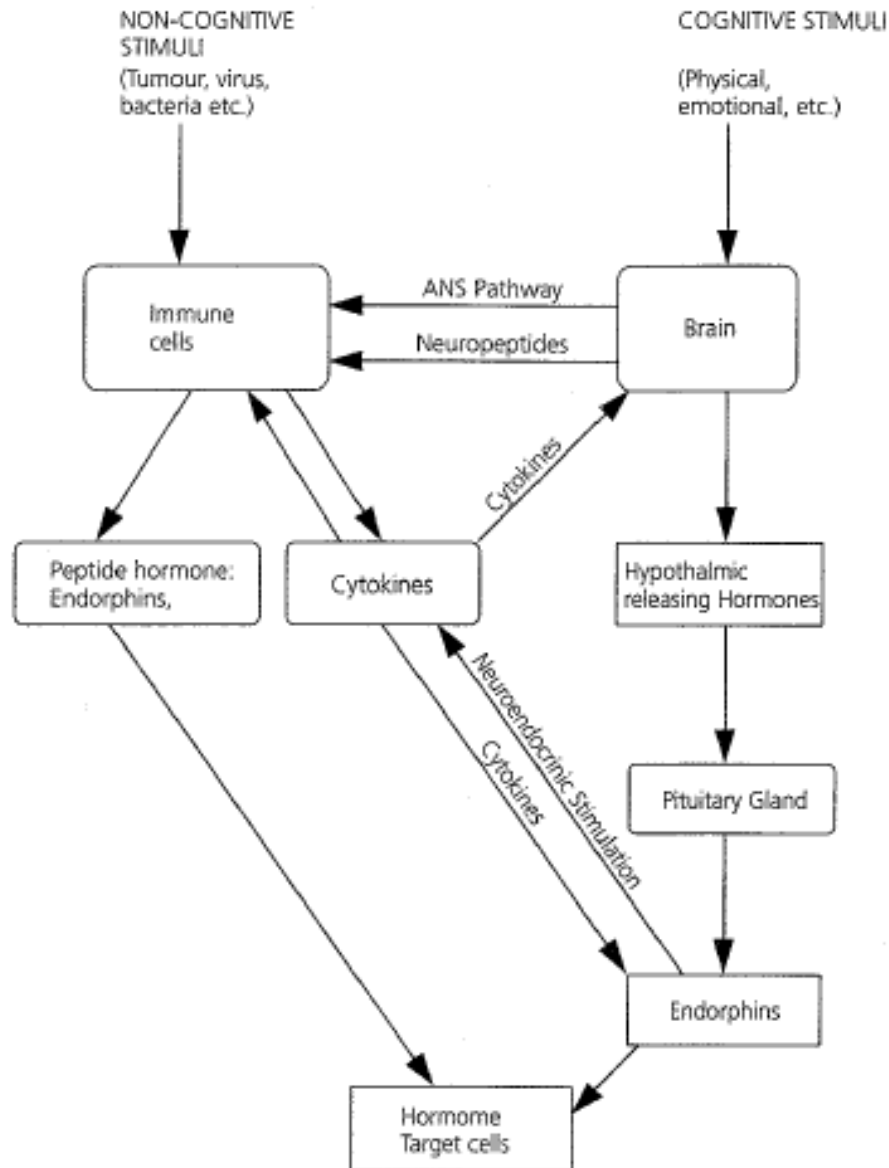 NON-COGNITIVE
STIMULI
(Tumour, virus,
bacteria etc.)
COGNITIVE STIMULI
(Physical,
emotional, etc.)
Immune
cells
ANS Pathway
Neuropeptides
Brain
Cytokines
Peptide hormone:
Endorphins,
Cytokines
Hypothalmic
releasing Hormones
Neuroendocrinic Stimulation
Cytokines
Pituitary Gland
Endorphins
Hormome
Target cells